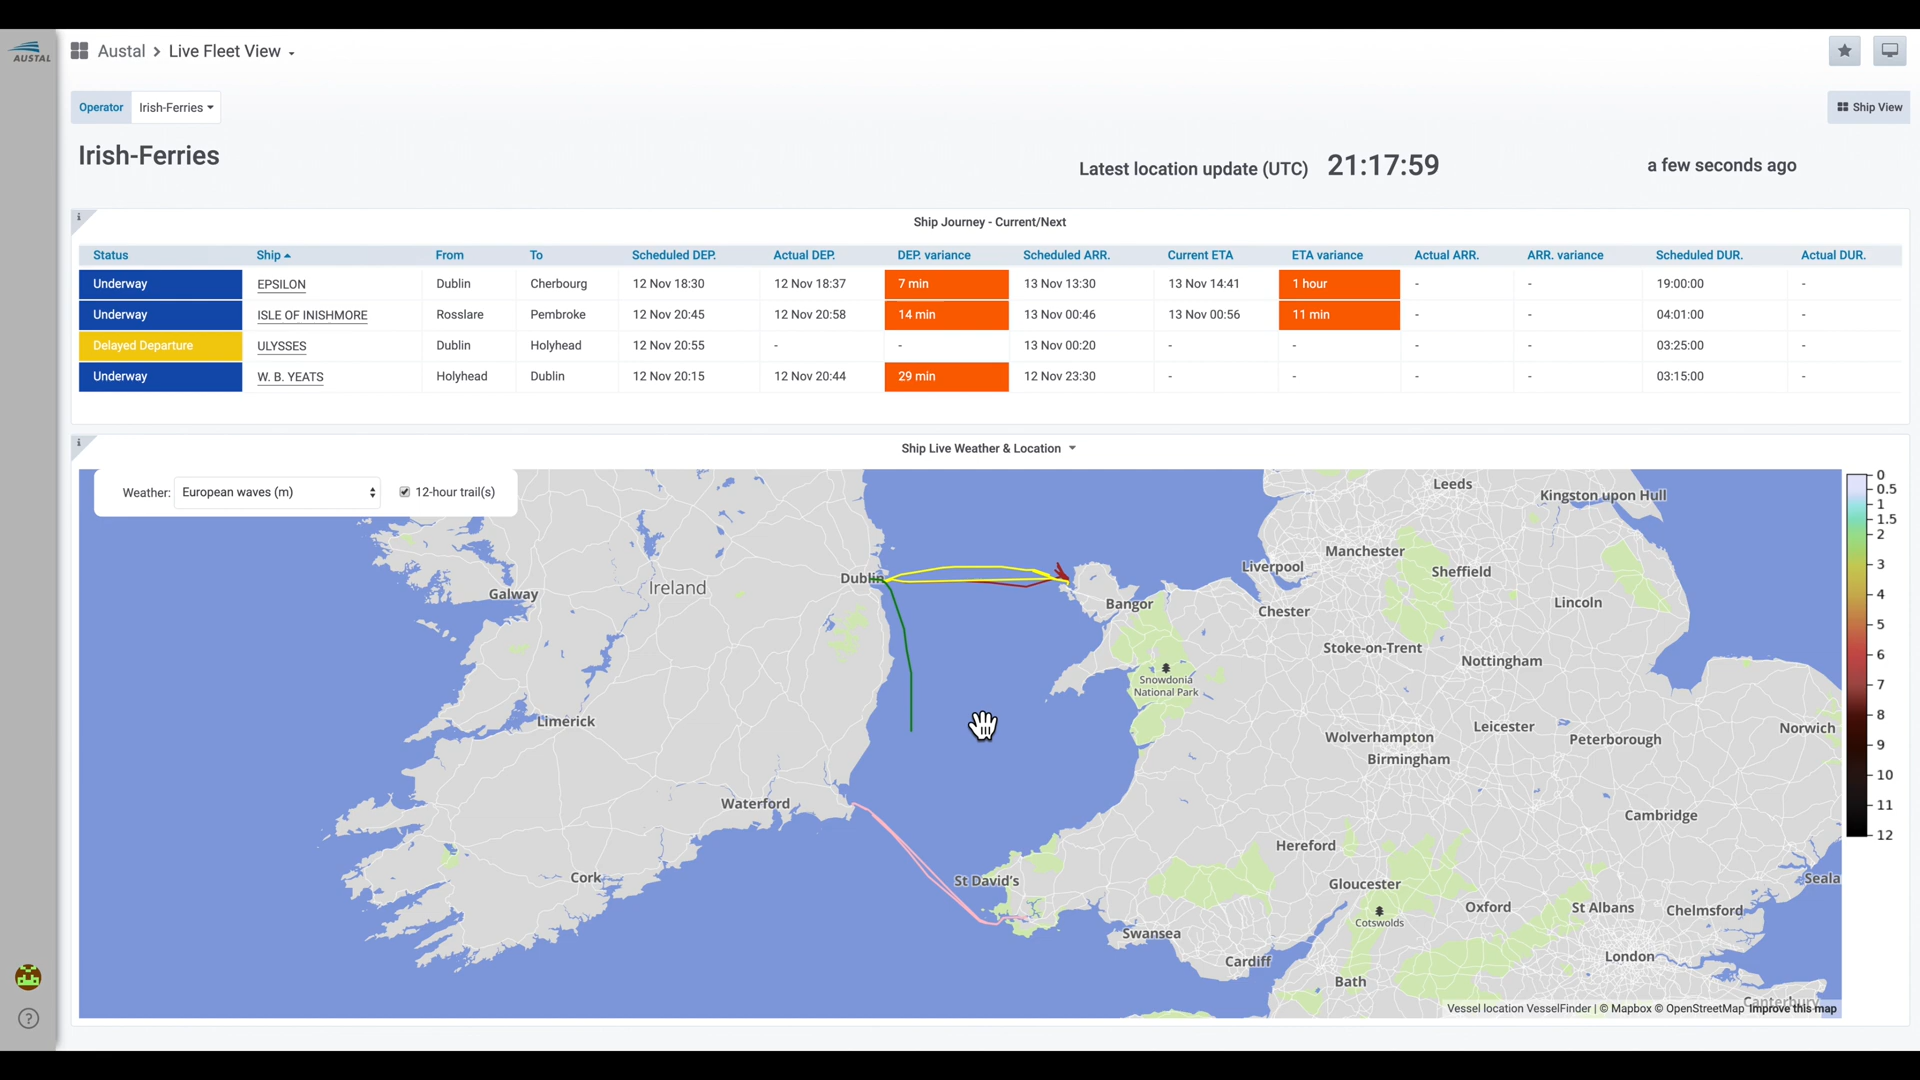 AUSTAL
Austal > Live Fleet View
Operator Irish-Ferries
Ship View
Irish-Ferries
Latest location update (UTC) 21:17:59 a few seconds ago
i
Ship Journey - Current/Next
Status Ship From To Scheduled DEP. Actual DEP. DEP. variance Scheduled ARR. Current ETA ETA variance Actual ARR. ARR. variance Scheduled DUR. Actual DUR.
Underway EPSILON Dublin Cherbourg 12 Nov 18:30 12 Nov 18:37 7 min 13 Nov 13:30 13 Nov 14:41 1 hour - - 19:00:00 -
Underway ISLE OF INISHMORE Rosslare Pembroke 12 Nov 20:45 12 Nov 20:58 14 min 13 Nov 00:46 13 Nov 00:56 11 min - - 04:01:00 -
Delayed Departure ULYSSES Dublin Holyhead 12 Nov 20:55 - - 13 Nov 00:20 - - - - 03:25:00 -
Underway W. B. YEATS Holyhead Dublin 12 Nov 20:15 12 Nov 20:44 29 min 12 Nov 23:30 - - - - 03:15:00 -
i
Ship Live Weather & Location
Weather: European waves (m) 12-hour trail(s)
Leeds
Kingston upon Hull
Manchester
Liverpool
Sheffield
Dublin
Ireland
Galway
Bangor
Chester
Lincoln
Stoke-on-Trent
Nottingham
Snowdonia
National Park
Limerick
Leicester
Norwich
Wolverhampton
Peterborough
Birmingham
Waterford
Cambridge
Hereford
Cork
St David's
Gloucester
Seala
Oxford
St Albans
Chelmsford
Cotswolds
Swansea
Cardiff
London
Bath
Canterbury
Vessel location VesselFinder | © Mapbox © OpenStreetMap Improve this map
0
0.5
1
1.5
2
3
4
5
6
7
8
9
10
11
12
?